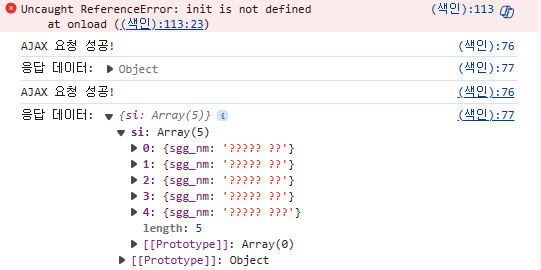 Uncaught ReferenceError: init is not defined (색인):113
at onload ((색인):113:23)
AJAX 요청 성공! (색인):76
응답 데이터: ▶ Object (색인):77
AJAX 요청 성공! (색인):76
응답 데이터: ▼ {si: Array(5)} i (색인):77
▼ si: Array(5)
▶ 0: {sgg_nm: '????? ??'}
▶ 1: {sgg_nm: '????? ??'}
▶ 2: {sgg_nm: '????? ??'}
▶ 3: {sgg_nm: '????? ??'}
▶ 4: {sgg_nm: '????? ???'}
length: 5
▶ [[Prototype]]: Array(0)
▶ [[Prototype]]: Object